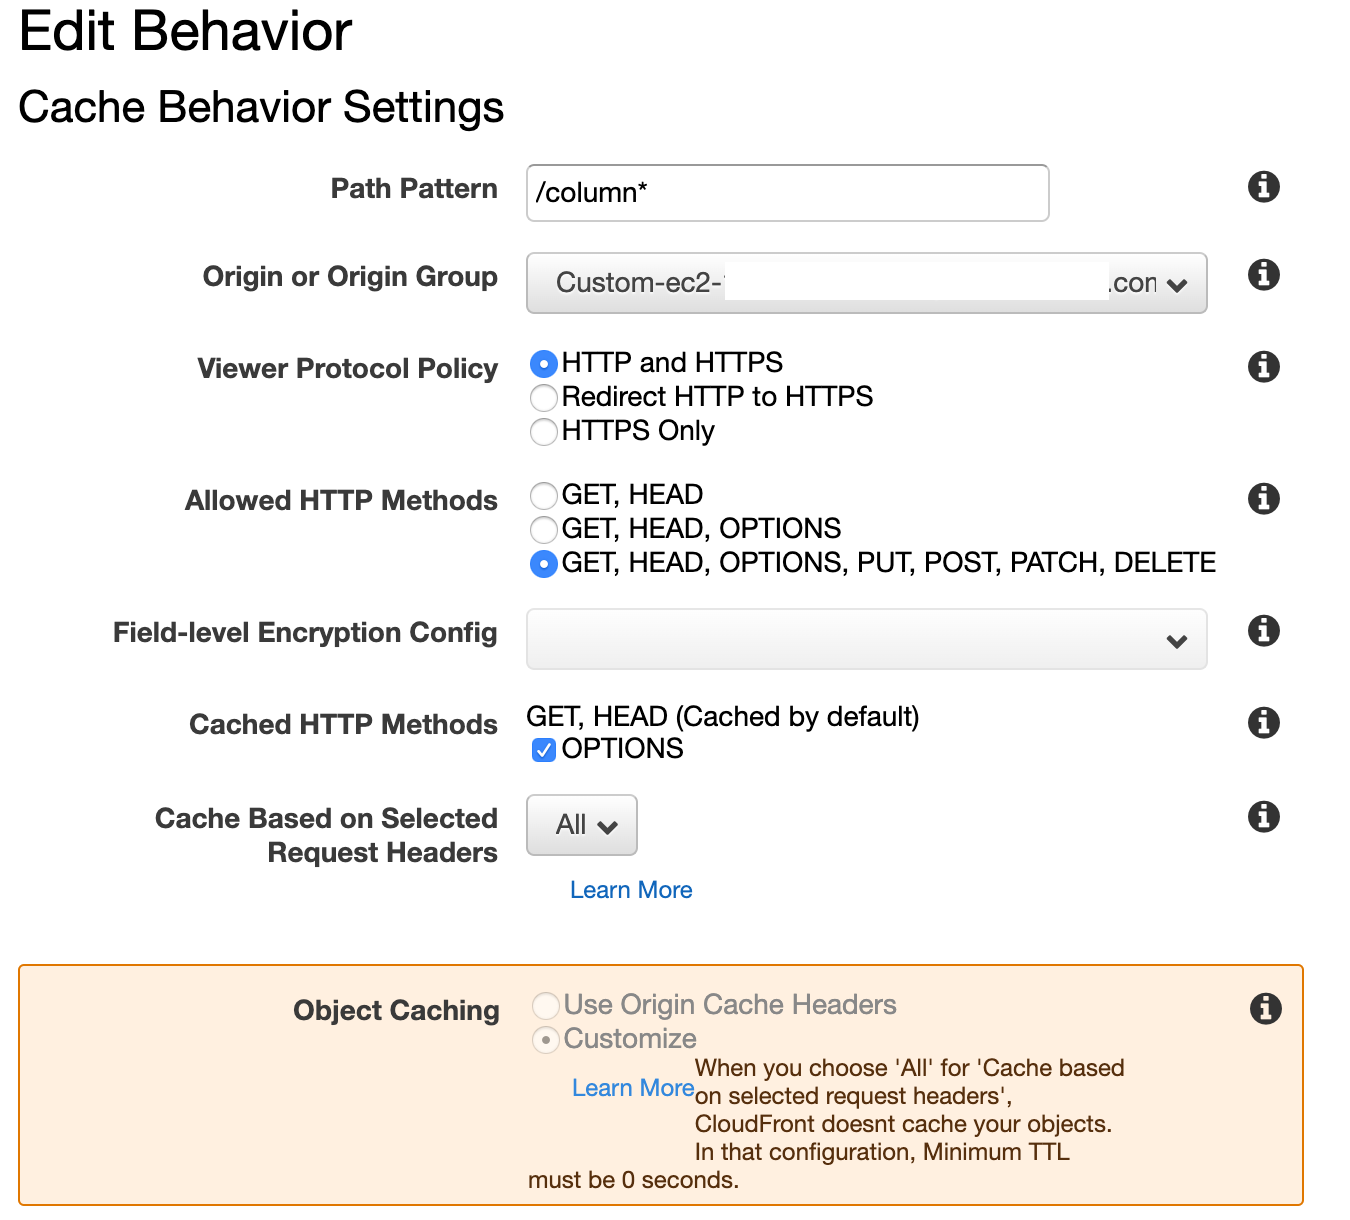 Edit Behavior
Cache Behavior Settings
Path Pattern
/column*
Origin or Origin Group
Custom-ec2-
.con
Viewer Protocol Policy
HTTP and HTTPS
Redirect HTTP to HTTPS
HTTPS Only
Allowed HTTP Methods
GET, HEAD
GET, HEAD, OPTIONS
GET, HEAD, OPTIONS, PUT, POST, PATCH, DELETE
Field-level Encryption Config
Cached HTTP Methods
GET, HEAD (Cached by default)
OPTIONS
Cache Based on Selected
Request Headers
All
Learn More
Object Caching
Use Origin Cache Headers
Customize
Learn More
When you choose 'All' for 'Cache based
on selected request headers',
CloudFront doesnt cache your objects.
In that configuration, Minimum TTL
must be 0 seconds.